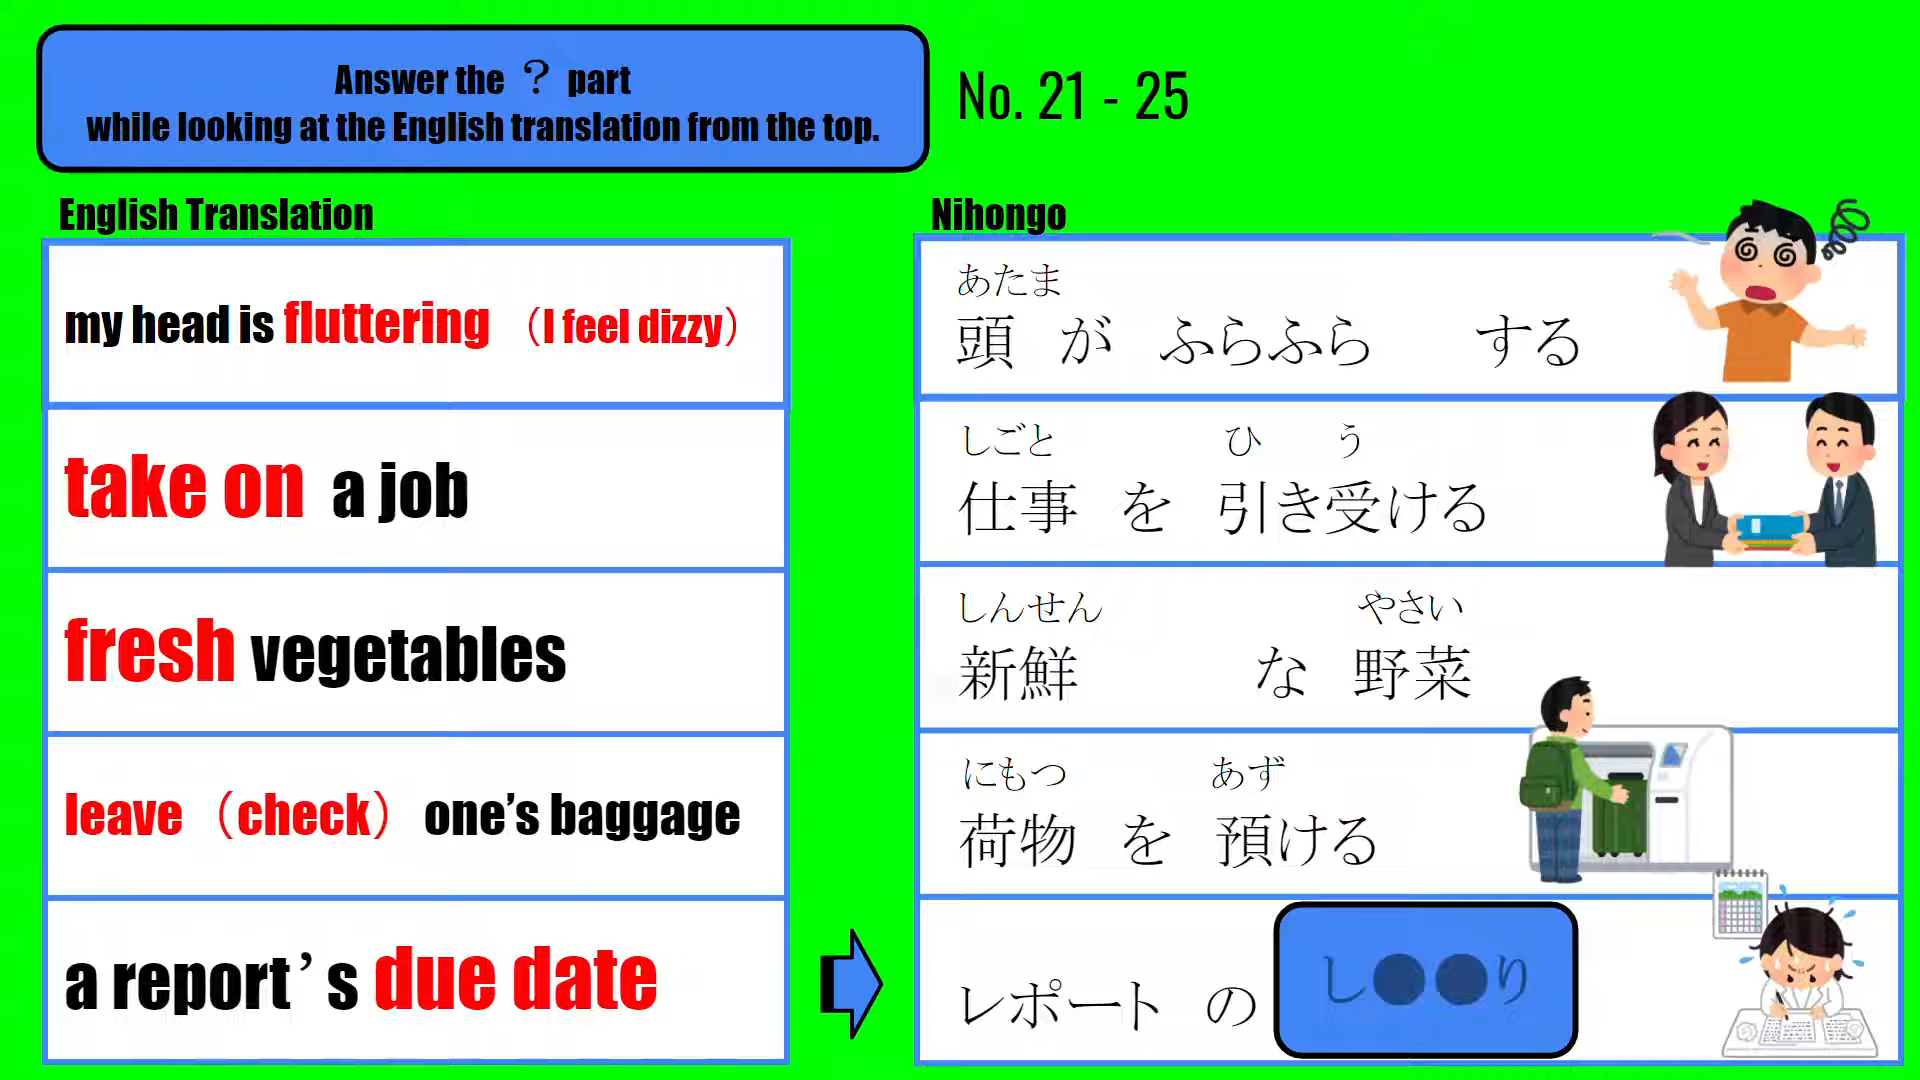 Answer the ？ part
while looking at the English translation from the top.
No. 21 - 25
English Translation
my head is fluttering （I feel dizzy）
take on a job
fresh vegetables
leave （check） one’s baggage
a report’s due date
Nihongo
あたま
頭 が ふらふら する
しごと ひ う
仕事 を 引き受ける
しんせん やさい
新鮮 な 野菜
にもつ あず
荷物 を 預ける
レポート の し●●り